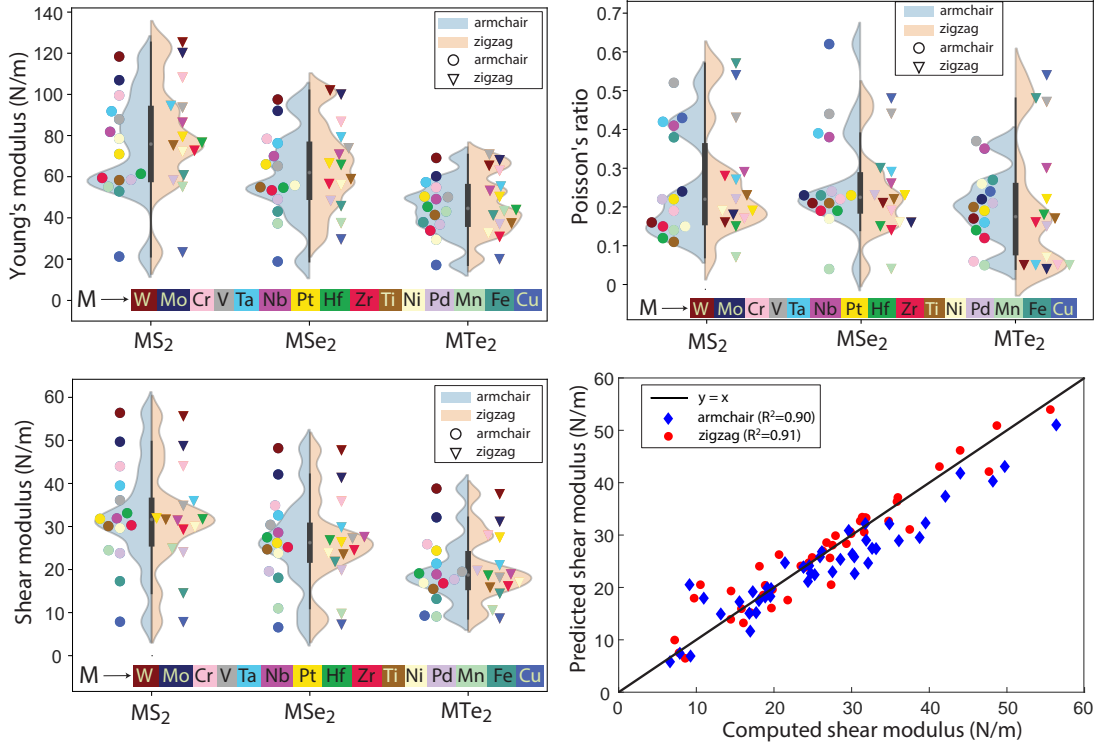 Young's modulus (N/m)
140
120
100
80
60
40
20
0
armchair
zigzag
armchair
zigzag
M → W Mo Cr V Ta Nb Pt Hf Zr Ti Ni Pd Mn Fe Cu
MS2 MSe2 MTe2
Poisson's ratio
0.7
0.6
0.5
0.4
0.3
0.2
0.1
0
armchair
zigzag
armchair
zigzag
M → W Mo Cr V Ta Nb Pt Hf Zr Ti Ni Pd Mn Fe Cu
MS2 MSe2 MTe2
Shear modulus (N/m)
60
50
40
30
20
10
0
armchair
zigzag
armchair
zigzag
M → W Mo Cr V Ta Nb Pt Hf Zr Ti Ni Pd Mn Fe Cu
MS2 MSe2 MTe2
Predicted shear modulus (N/m)
60
50
40
30
20
10
0
y = x
armchair (R²=0.90)
zigzag (R²=0.91)
0 10 20 30 40 50 60
Computed shear modulus (N/m)